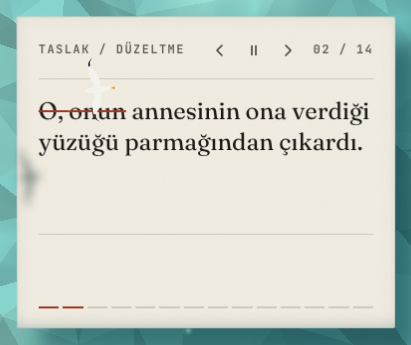 TASLAK / DÜZELTME 02 / 14
O, onun annesinin ona verdiği
yüzüğü parmağından çıkardı.